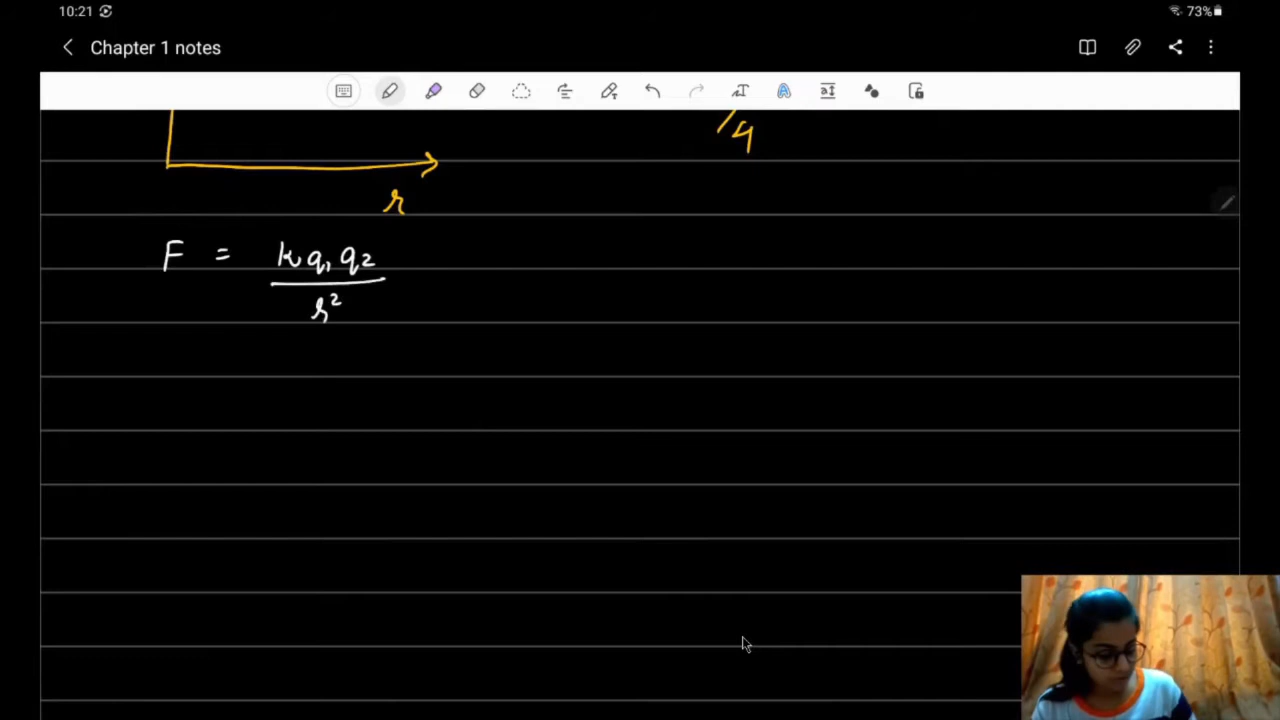 10:21
73%
Chapter 1 notes
r
F = kq₁q₂
r²